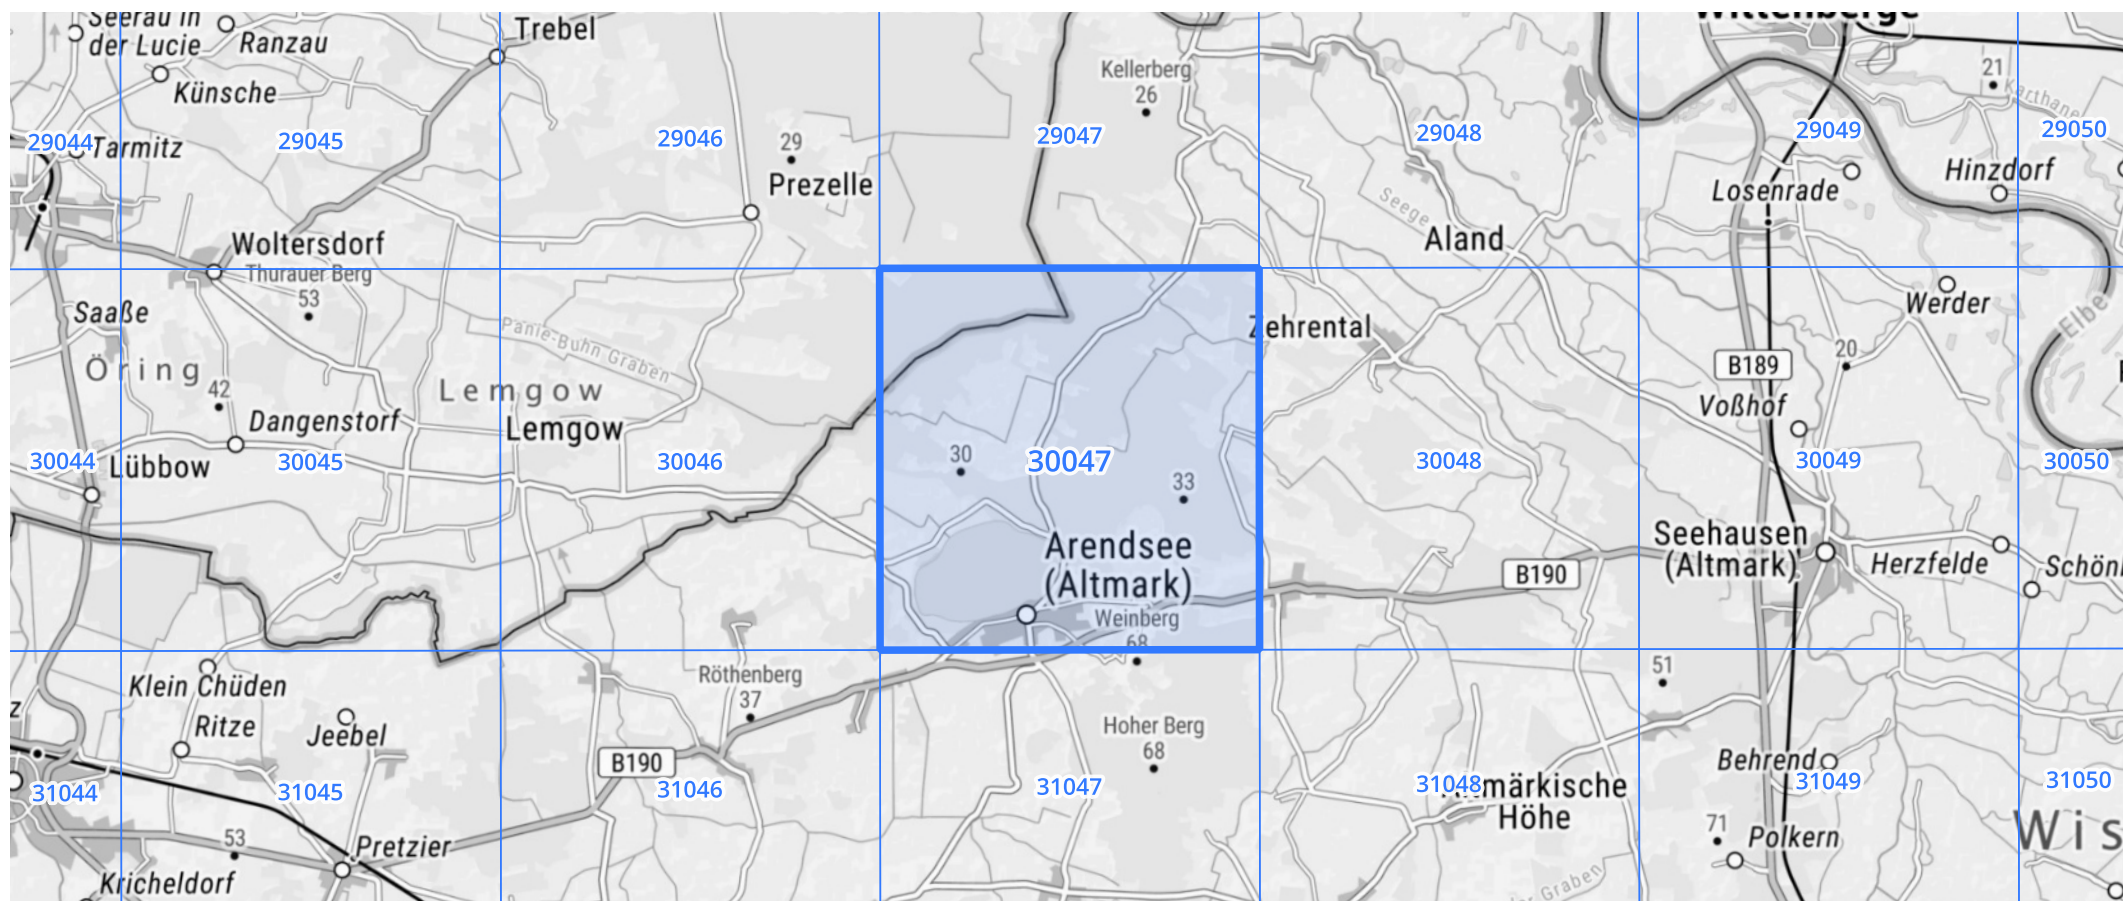 Seerau in
der Lucie
Ranzau
Trebel
Wittenberge
Künsche
Kellerberg
26
21
Karthane
29044
Tarmitz
29045
29046
29
29047
29048
29049
29050
Prezelle
Losenrade
Hinzdorf
Seege
Woltersdorf
Aland
Thurauer Berg
53
Saaße
Werder
Elbe
Panie-Buhn Graben
Zehrental
Öring
Lemgow
B189
20
42
Dangenstorf
Lemgow
Voßhof
30044
Lübbow
30045
30046
30
30047
33
30048
30049
30050
Arendsee
(Altmark)
Seehausen
(Altmark)
Herzfelde
Schönl
B190
Weinberg
68
Klein Chüden
Röthenberg
37
51
z
Ritze
Jeebel
Hoher Berg
68
B190
Behrend
31044
31045
31046
31047
31048
märkische
Höhe
31049
31050
53
Pretzier
71
Polkern
Wis
Kricheldorf
Graben